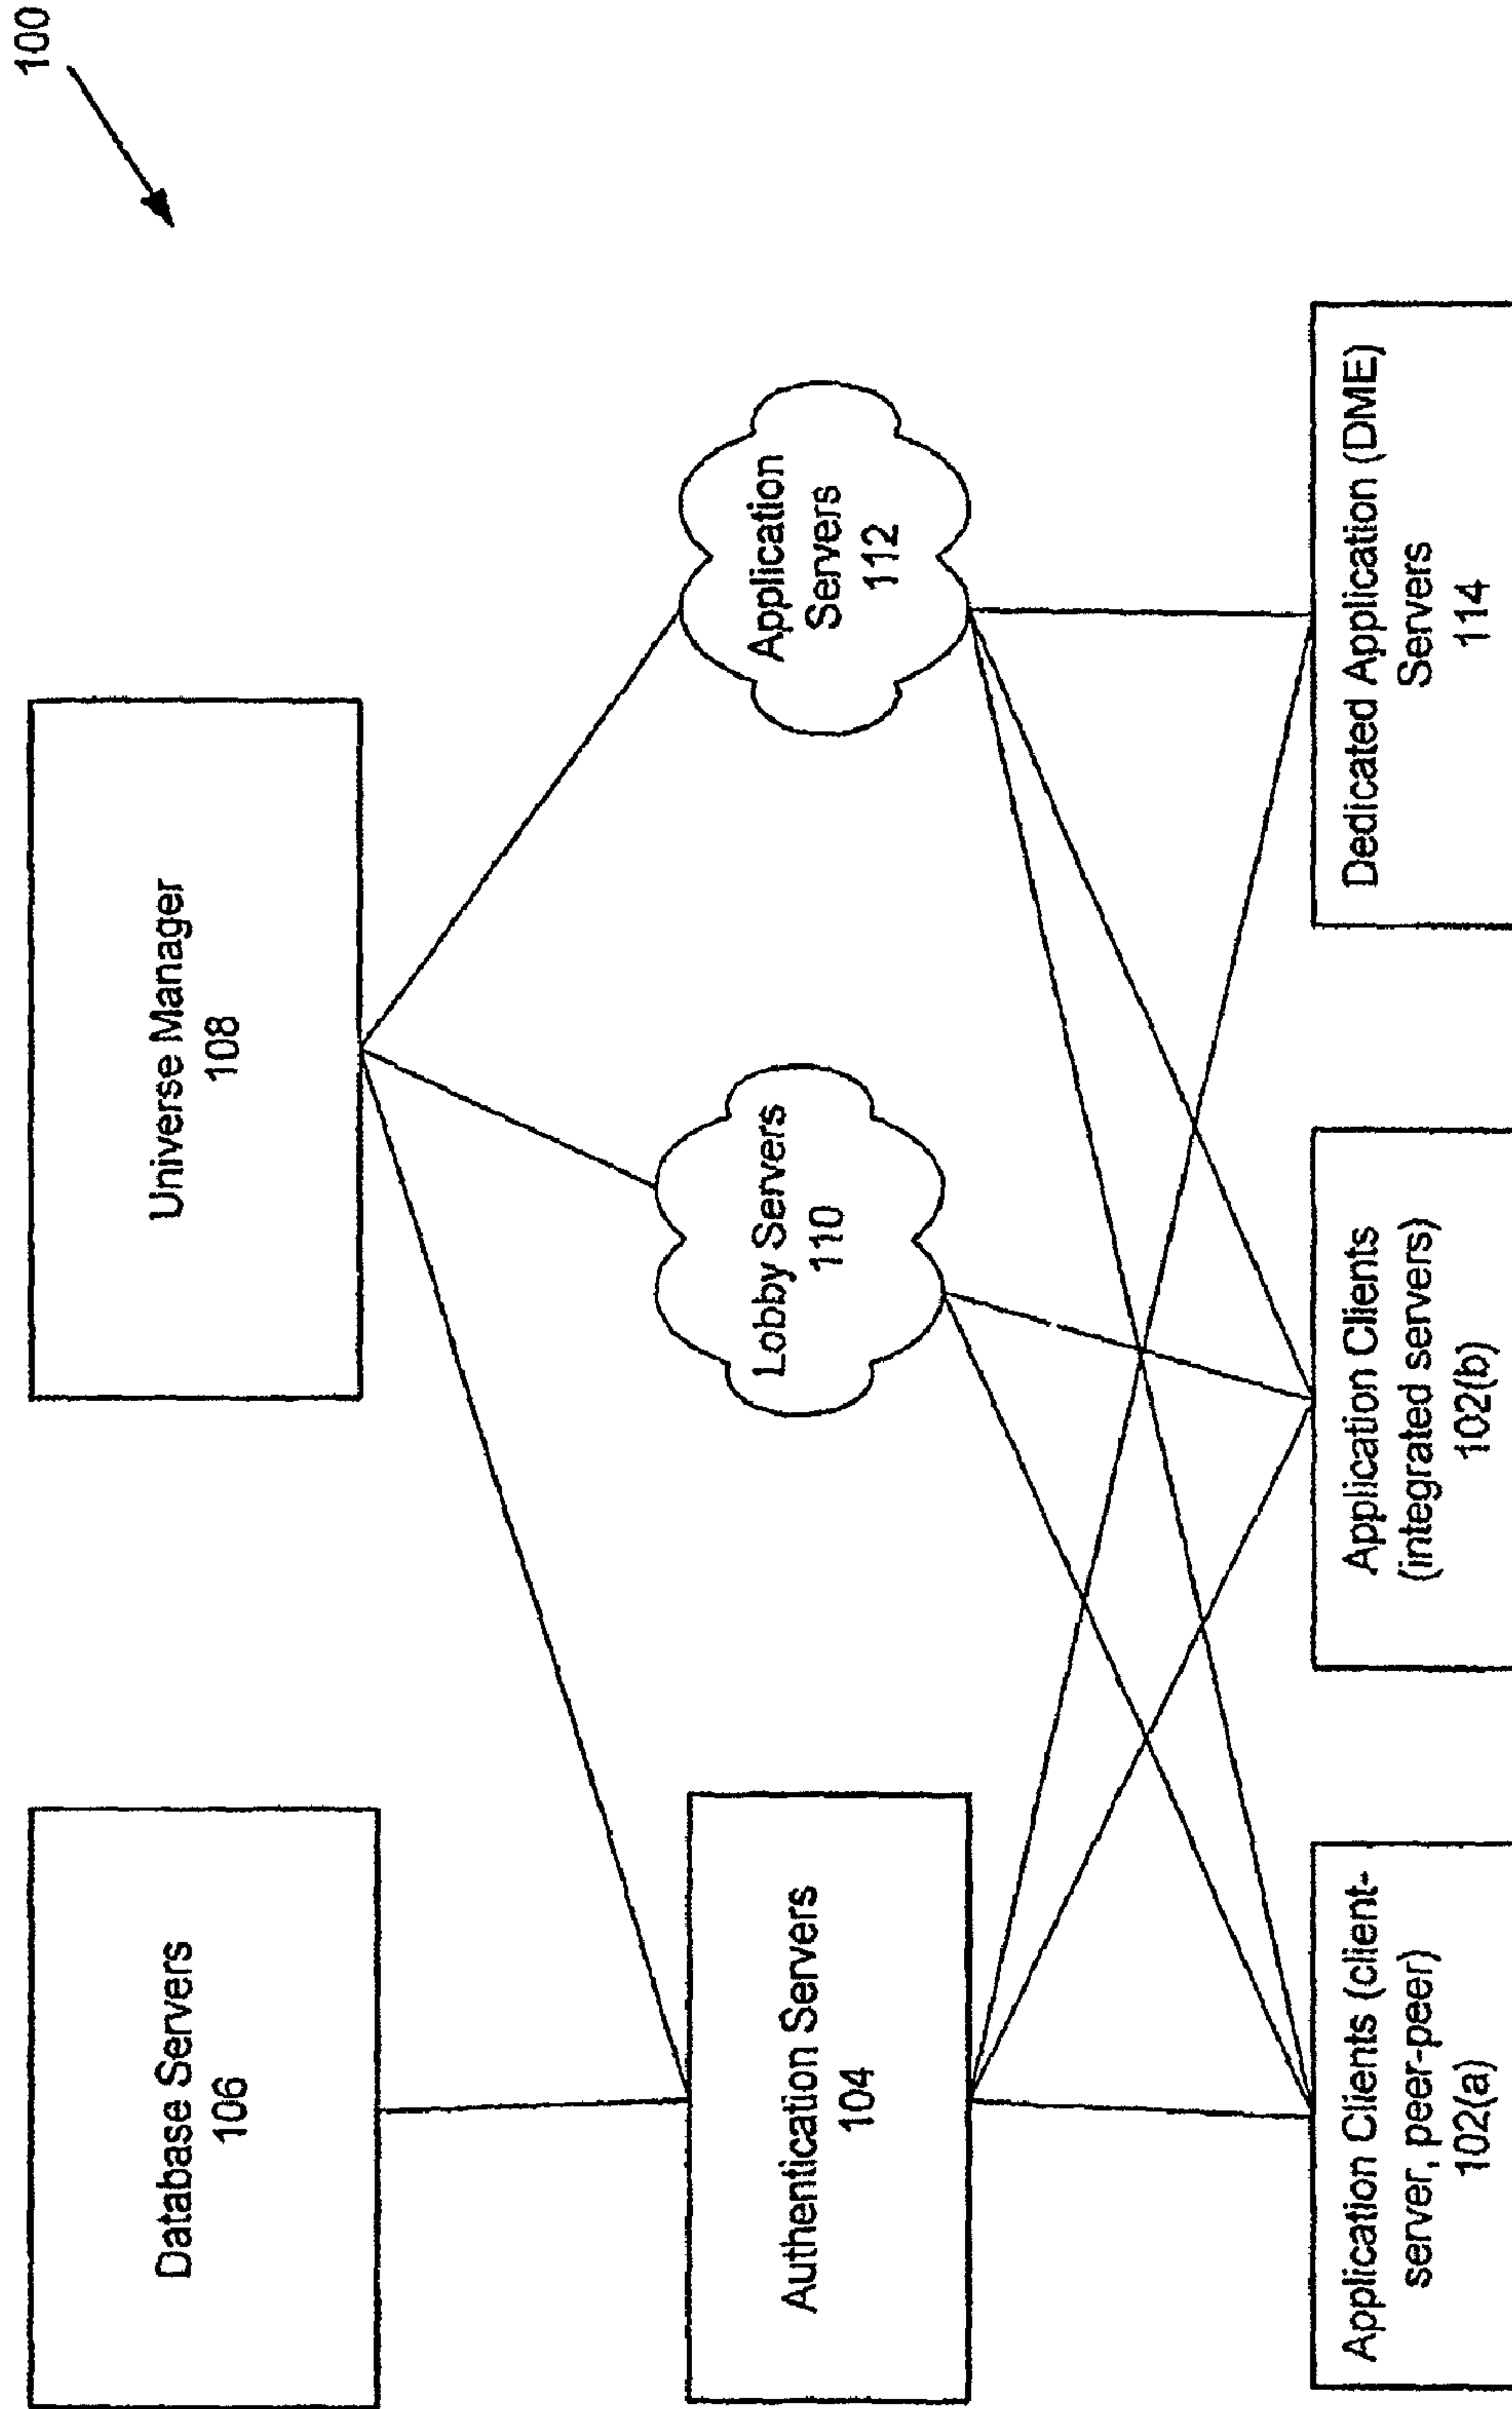 100
Database Servers
106
Universe Manager
108
Authentication Servers
104
Lobby Servers
110
Application
Servers
112
Application Clients (client-
server, peer-peer)
102(a)
Application Clients
(integrated servers)
102(b)
Dedicated Application (DME)
Servers
114